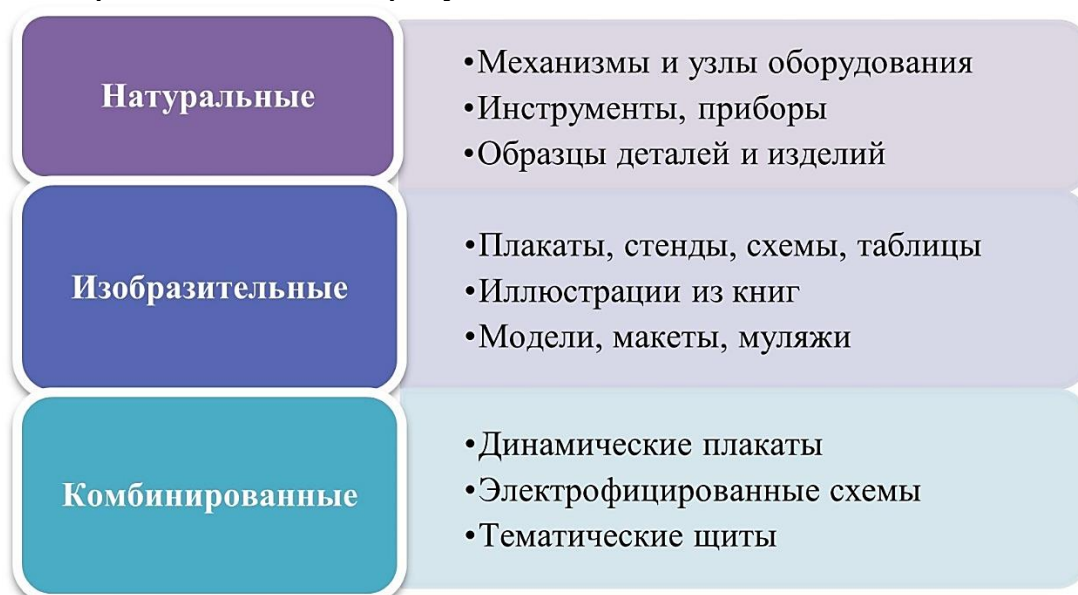 Натуральные
•Механизмы и узлы оборудования
•Инструменты, приборы
•Образцы деталей и изделий
Изобразительные
•Плакаты, стенды, схемы, таблицы
•Иллюстрации из книг
•Модели, макеты, муляжи
Комбинированные
•Динамические плакаты
•Электрофицированные схемы
•Тематические щиты